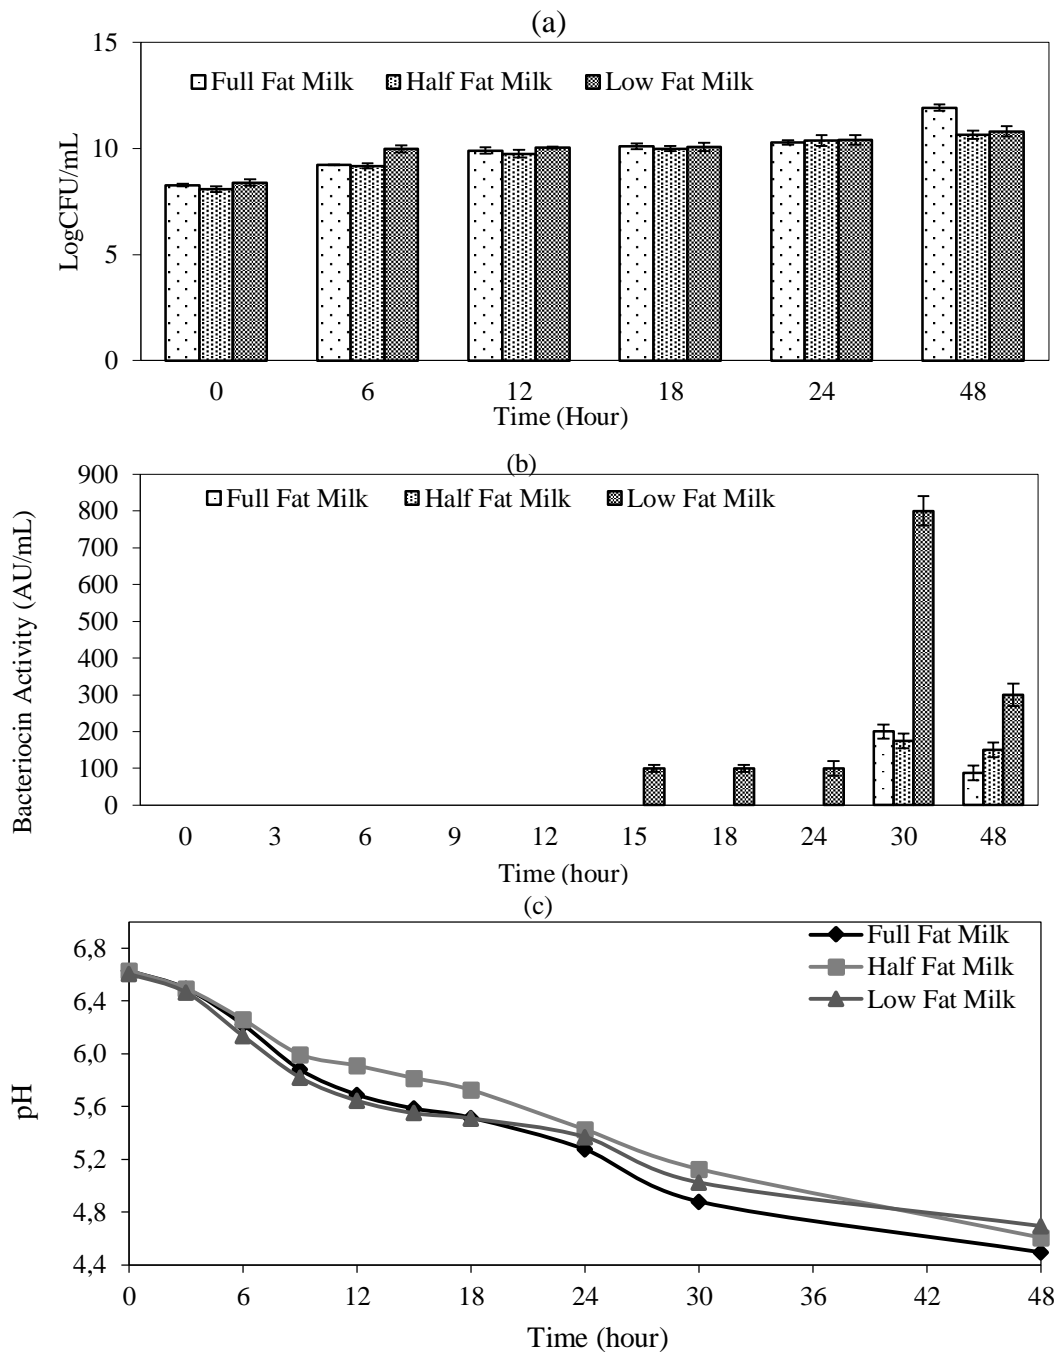 (a)
15
10
5
0
LogCFU/mL
Full Fat Milk Half Fat Milk Low Fat Milk
0 6 12 18 24 48
Time (Hour)
(b)
900
800
700
600
500
400
300
200
100
0
Bacteriocin Activity (AU/mL)
Full Fat Milk Half Fat Milk Low Fat Milk
0 3 6 9 12 15 18 24 30 48
Time (hour)
(c)
6,8
6,4
6,0
5,6
5,2
4,8
4,4
pH
Full Fat Milk
Half Fat Milk
Low Fat Milk
0 6 12 18 24 30 36 42 48
Time (hour)